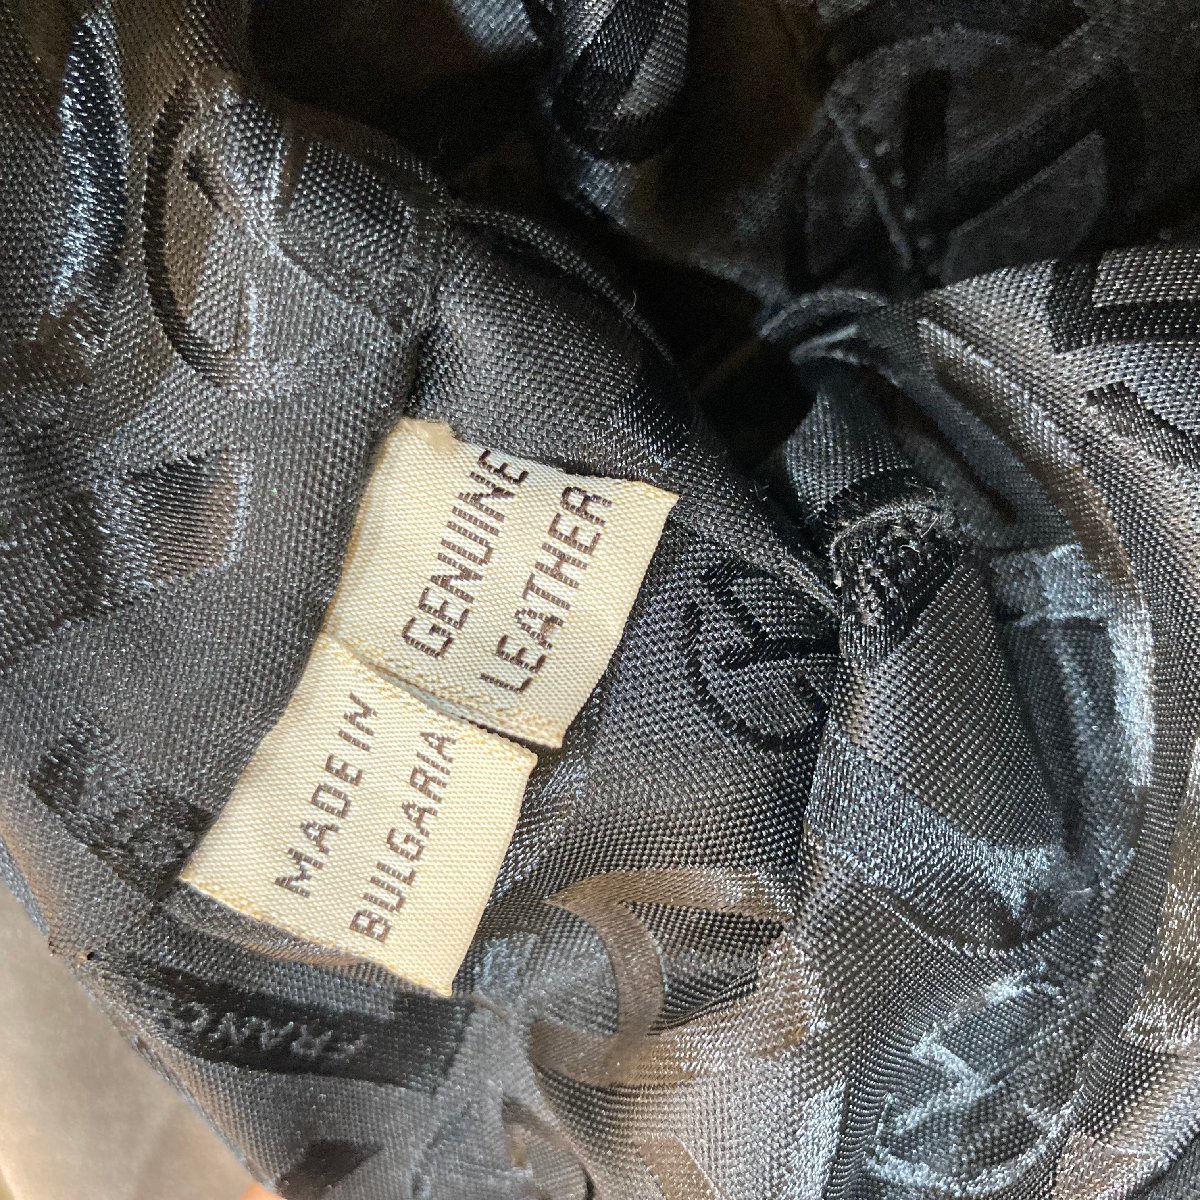 GENUINE
LEATHER
MADE IN
BULGARIA
FRANC